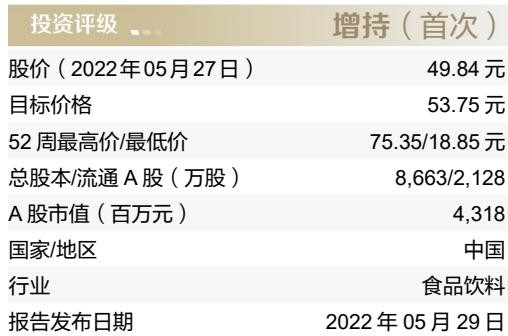 投资评级 增持（首次）
股价（2022年05月27日） 49.84 元
目标价格 53.75 元
52 周最高价/最低价 75.35/18.85 元
总股本/流通 A 股（万股） 8,663/2,128
A 股市值（百万元） 4,318
国家/地区 中国
行业 食品饮料
报告发布日期 2022 年 05 月 29 日